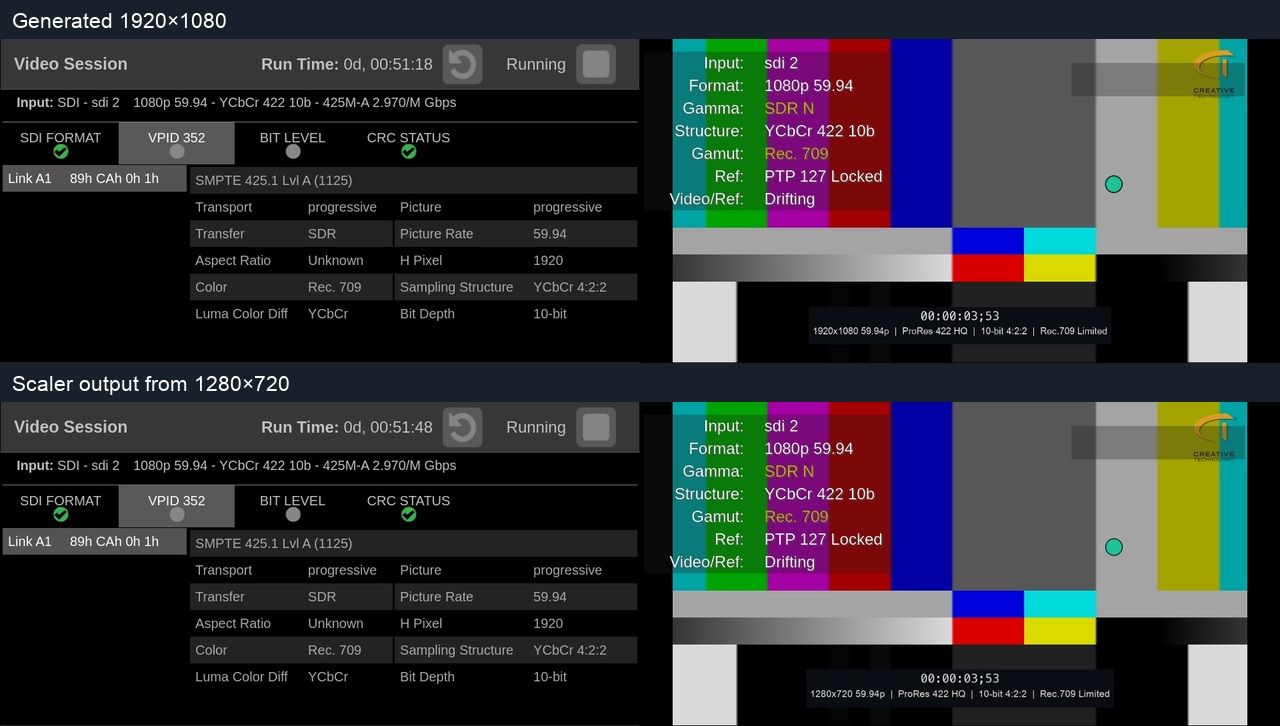 Generated 1920×1080
Video Session Run Time: 0d, 00:51:18 Running
Input: SDI - sdi 2 1080p 59.94 - YCbCr 422 10b - 425M-A 2.970/M Gbps
SDI FORMAT VPID 352 BIT LEVEL CRC STATUS
Link A1 89h CAh 0h 1h SMPTE 425.1 Lvl A (1125)
Transport progressive Picture progressive
Transfer SDR Picture Rate 59.94
Aspect Ratio Unknown H Pixel 1920
Color Rec. 709 Sampling Structure YCbCr 4:2:2
Luma Color Diff YCbCr Bit Depth 10-bit
Input: sdi 2
Format: 1080p 59.94
Gamma: SDR N
Structure: YCbCr 422 10b
Gamut: Rec. 709
Ref: PTP 127 Locked
Video/Ref: Drifting
CREATIVE
TECHNOLOGY
00:00:03;53
1920x1080 59.94p | ProRes 422 HQ | 10-bit 4:2:2 | Rec.709 Limited
Scaler output from 1280×720
Video Session Run Time: 0d, 00:51:48 Running
Input: SDI - sdi 2 1080p 59.94 - YCbCr 422 10b - 425M-A 2.970/M Gbps
SDI FORMAT VPID 352 BIT LEVEL CRC STATUS
Link A1 89h CAh 0h 1h SMPTE 425.1 Lvl A (1125)
Transport progressive Picture progressive
Transfer SDR Picture Rate 59.94
Aspect Ratio Unknown H Pixel 1920
Color Rec. 709 Sampling Structure YCbCr 4:2:2
Luma Color Diff YCbCr Bit Depth 10-bit
Input: sdi 2
Format: 1080p 59.94
Gamma: SDR N
Structure: YCbCr 422 10b
Gamut: Rec. 709
Ref: PTP 127 Locked
Video/Ref: Drifting
CREATIVE
TECHNOLOGY
00:00:03;53
1280x720 59.94p | ProRes 422 HQ | 10-bit 4:2:2 | Rec.709 Limited